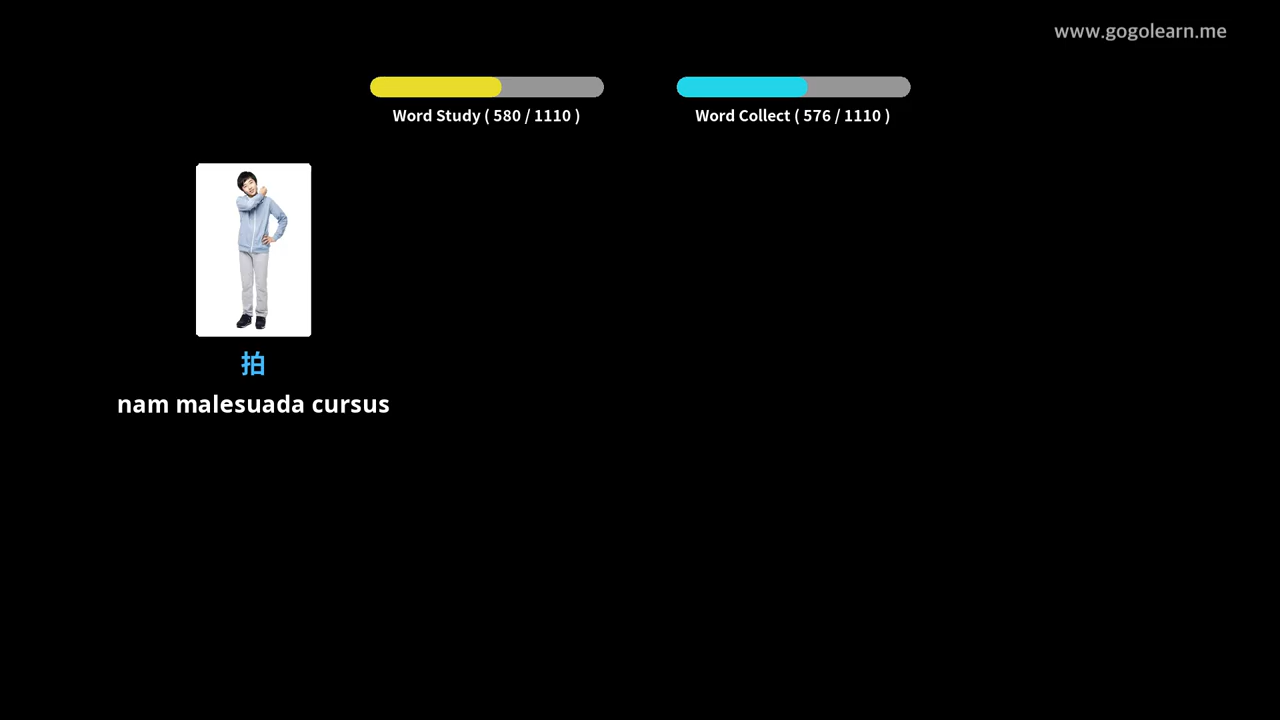 www.gogolearn.me
Word Study ( 580 / 1110 )
Word Collect ( 576 / 1110 )
拍
nam malesuada cursus